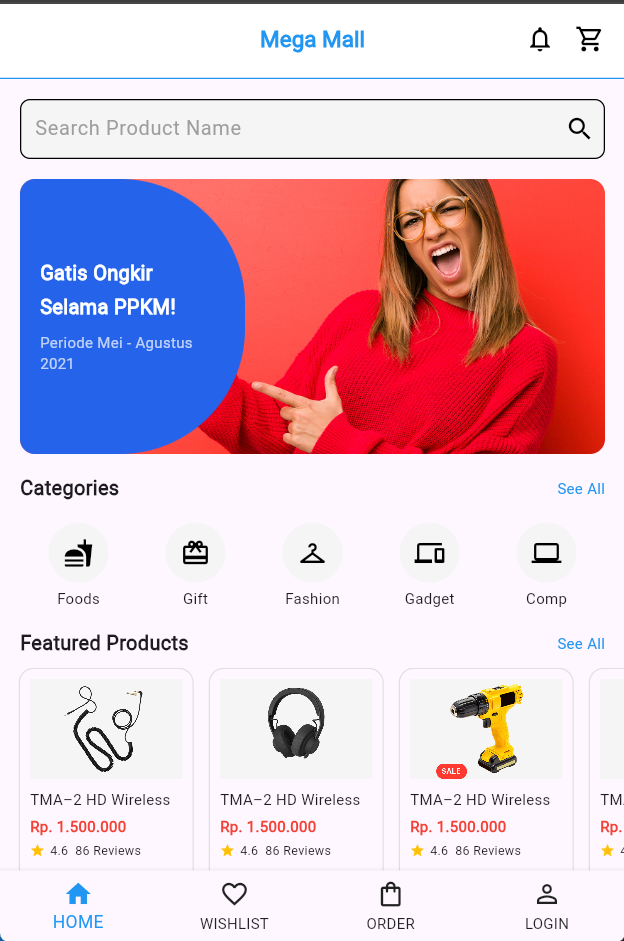 Mega Mall
Search Product Name
Gatis Ongkir
Selama PPKM!
Periode Mei - Agustus
2021
Categories See All
Foods Gift Fashion Gadget Comp
Featured Products See All
SALE
TMA–2 HD Wireless TMA–2 HD Wireless TMA–2 HD Wireless TM
Rp. 1.500.000 Rp. 1.500.000 Rp. 1.500.000 Rp.
4.6 86 Reviews 4.6 86 Reviews 4.6 86 Reviews
HOME WISHLIST ORDER LOGIN